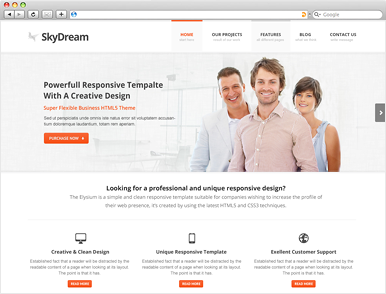 Google
SkyDream
HOME
OUR PROJECTS
FEATURES
BLOG
CONTACT US
Powerfull Responsive Tempalte
With A Creative Design
Super Flexible Business HTML5 Theme
Sed ut perspiciatis unde omnis iste natus error sit voluptatem accusan-
tium doloremque laudantium, totam rem aperiam.
PURCHASE NOW
Looking for a professional and unique responsive design?
The Elysium is a simple and clean responsive template suitable for companies wishing to increase the profile of
their web presence, it's created by using the latest HTML5 and CSS3 techniques.
Creative & Clean Design
Unique Responsive Template
Exellent Customer Support
Established fact that a reader will be distracted by the
readable content of a page when looking at its layout.
The point is that it has
READ MORE
Established fact that a reader will be distracted by the
readable content of a page when looking at its layout.
The point is that it has
READ MORE
Established fact that a reader will be distracted by the
readable content of a page when looking at its layout.
The point is that it has
READ MORE